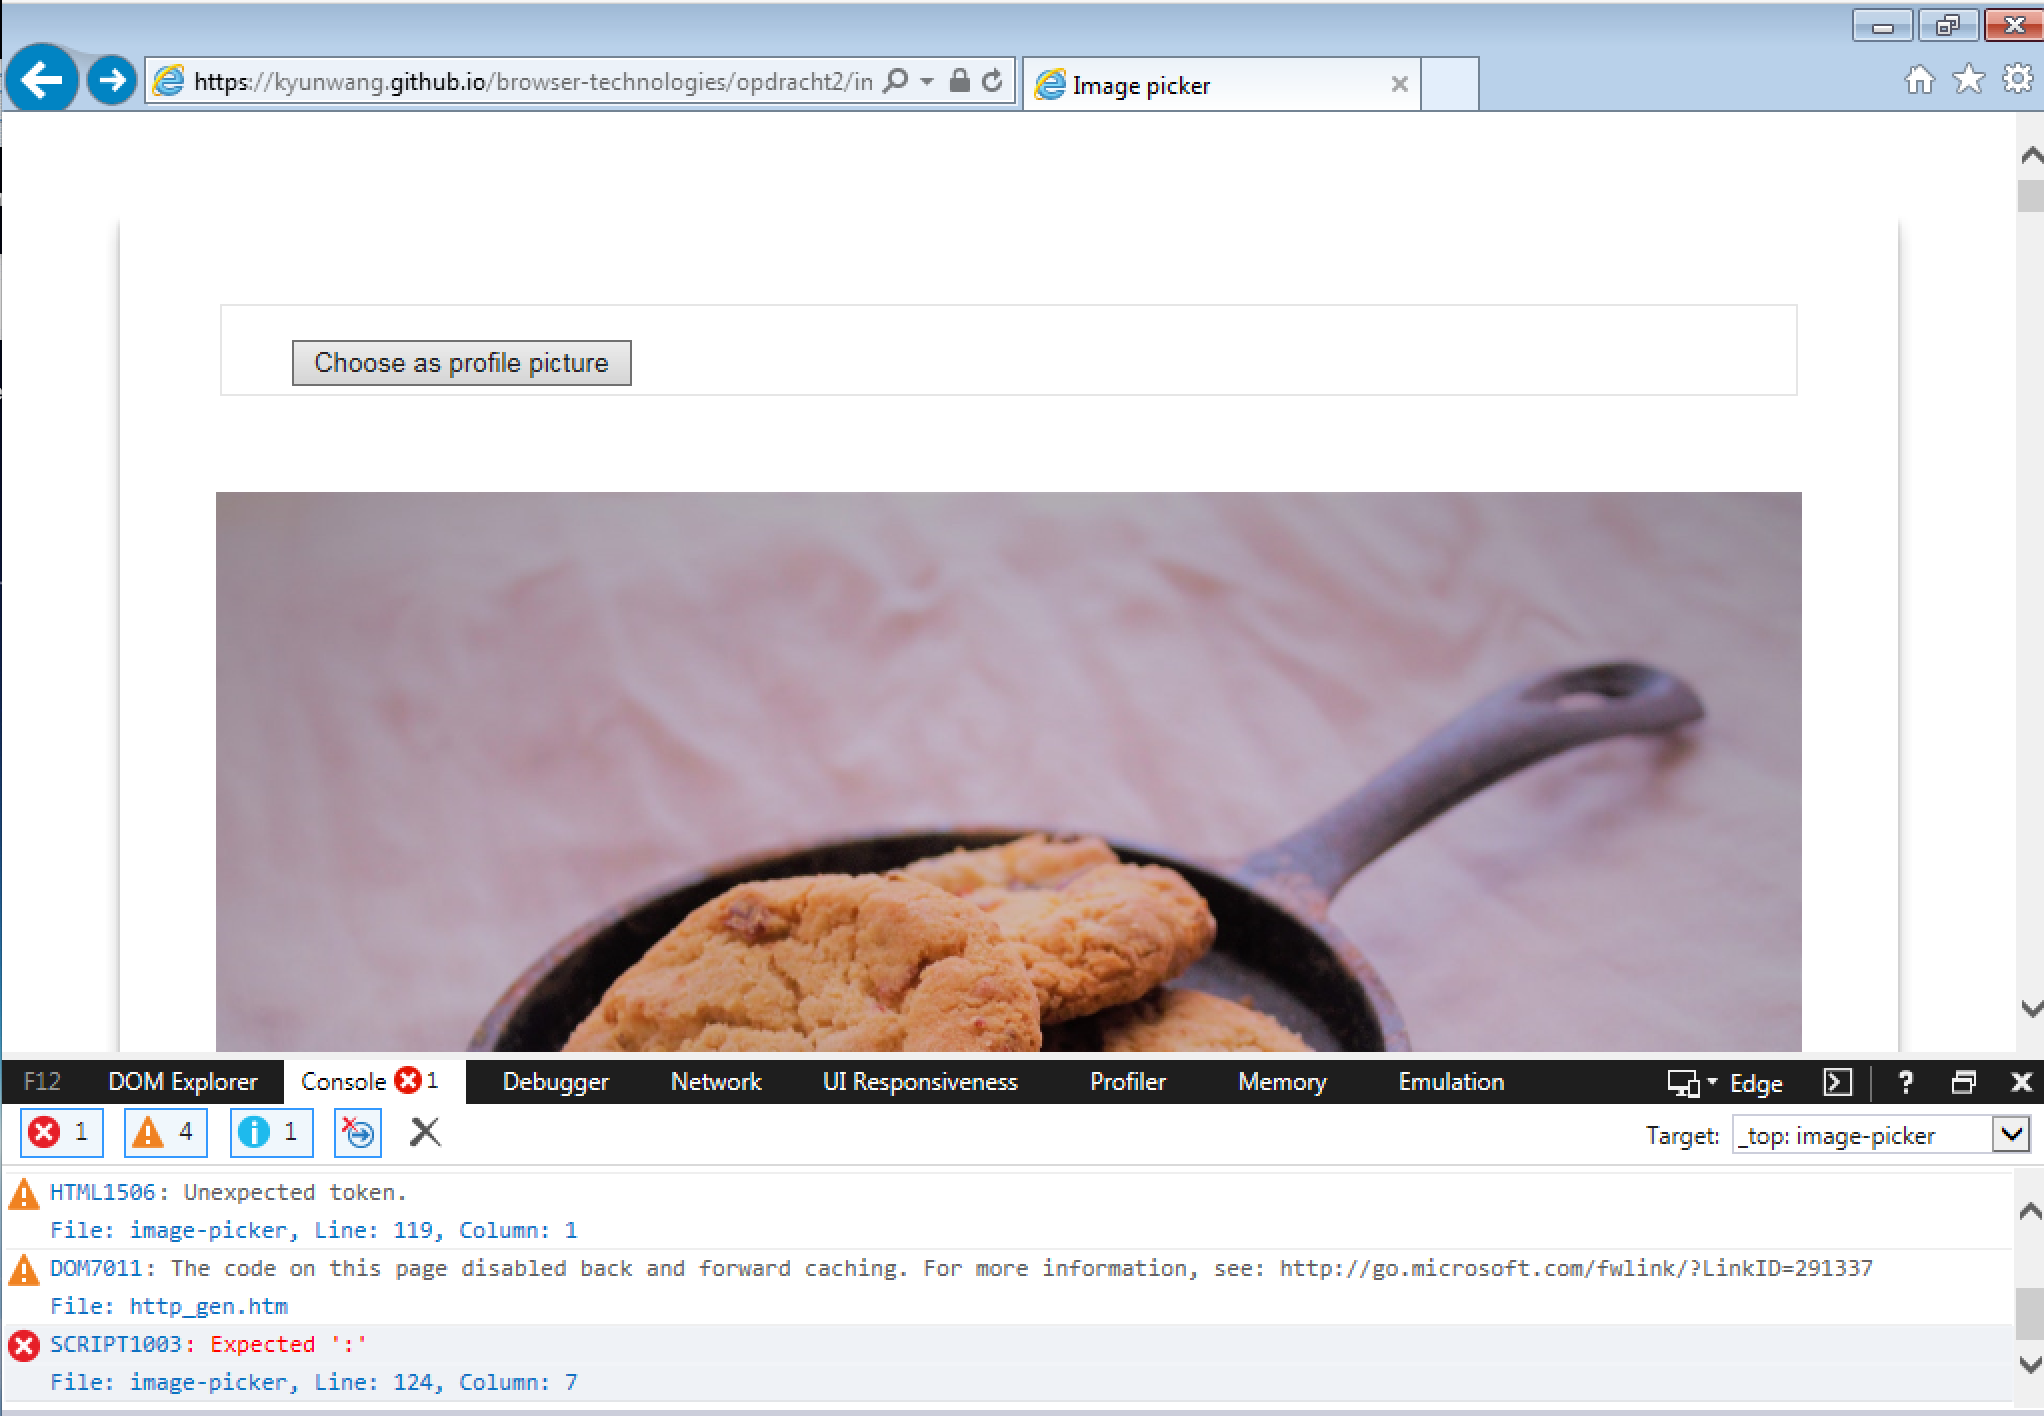 https://kyunwang.github.io/browser-technologies/opdracht2/in
Image picker
Choose as profile picture
F12 DOM Explorer Console 1 Debugger Network UI Responsiveness Profiler Memory Emulation Edge ?
1 4 1 Target: _top: image-picker
HTML1506: Unexpected token.
File: image-picker, Line: 119, Column: 1
DOM7011: The code on this page disabled back and forward caching. For more information, see: http://go.microsoft.com/fwlink/?LinkID=291337
File: http_gen.htm
SCRIPT1003: Expected ':'
File: image-picker, Line: 124, Column: 7